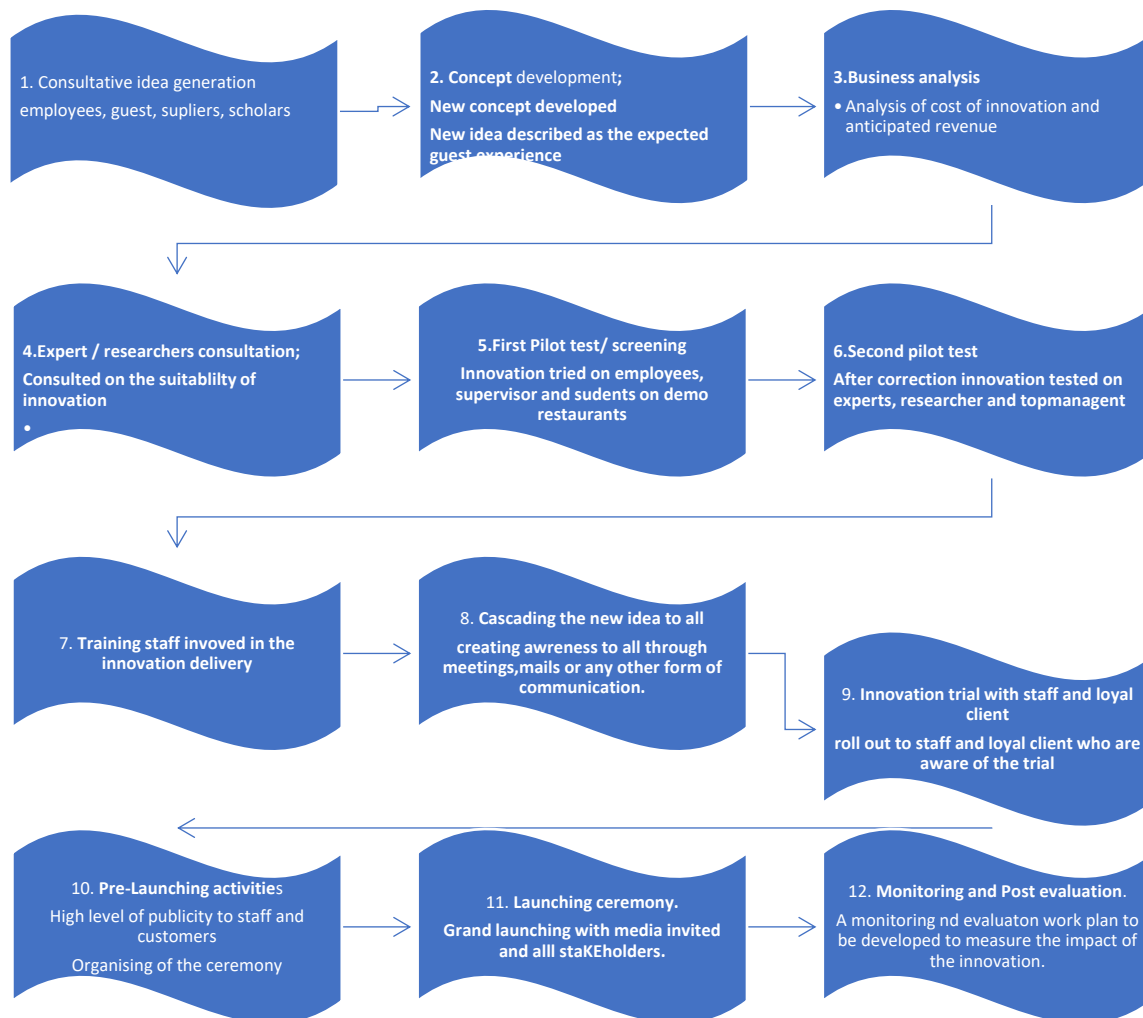 1. Consultative idea generation
employees, guest, supliers, scholars
2. Concept development;
New concept developed
New idea described as the expected
guest experience
3.Business analysis
• Analysis of cost of innovation and
anticipated revenue
4.Expert / researchers consultation;
Consulted on the suitablilty of
innovation
•
5.First Pilot test/ screening
Innovation tried on employees,
supervisor and sudents on demo
restaurants
6.Second pilot test
After correction innovation tested on
experts, researcher and topmanagent
7. Training staff invoved in the
innovation delivery
8. Cascading the new idea to all
creating awreness to all through
meetings,mails or any other form of
communication.
9. Innovation trial with staff and loyal
client
roll out to staff and loyal client who are
aware of the trial
10. Pre-Launching activities
High level of publicity to staff and
customers
Organising of the ceremony
11. Launching ceremony.
Grand launching with media invited
and alll staKEholders.
12. Monitoring and Post evaluation.
A monitoring nd evaluaton work plan to
be developed to measure the impact of
the innovation.